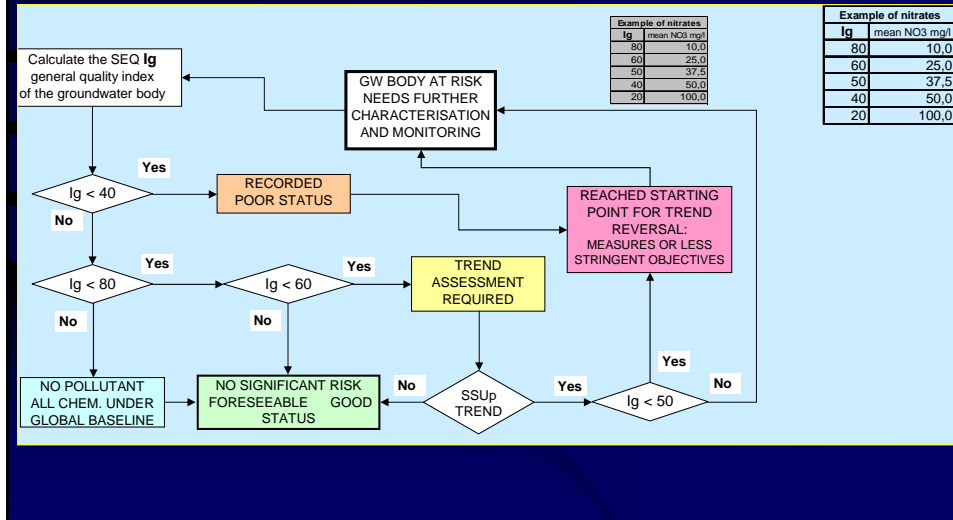 Example of nitrates
Ig mean NO3 mg/l
80 10,0
60 25,0
50 37,5
40 50,0
20 100,0
Example of nitrates
Ig mean NO3 mg/l
80 10,0
60 25,0
50 37,5
40 50,0
20 100,0
Calculate the SEQ Ig
general quality index
of the groundwater body
GW BODY AT RISK
NEEDS FURTHER
CHARACTERISATION
AND MONITORING
Yes
Ig < 40
RECORDED
POOR STATUS
REACHED STARTING
POINT FOR TREND
REVERSAL:
MEASURES OR LESS
STRINGENT OBJECTIVES
No
Yes
Ig < 80
Yes
Ig < 60
TREND
ASSESSMENT
REQUIRED
No
No
Yes
NO POLLUTANT
ALL CHEM. UNDER
GLOBAL BASELINE
NO SIGNIFICANT RISK
FORESEEABLE GOOD
STATUS
No
SSUp
TREND
Yes
Ig < 50
No